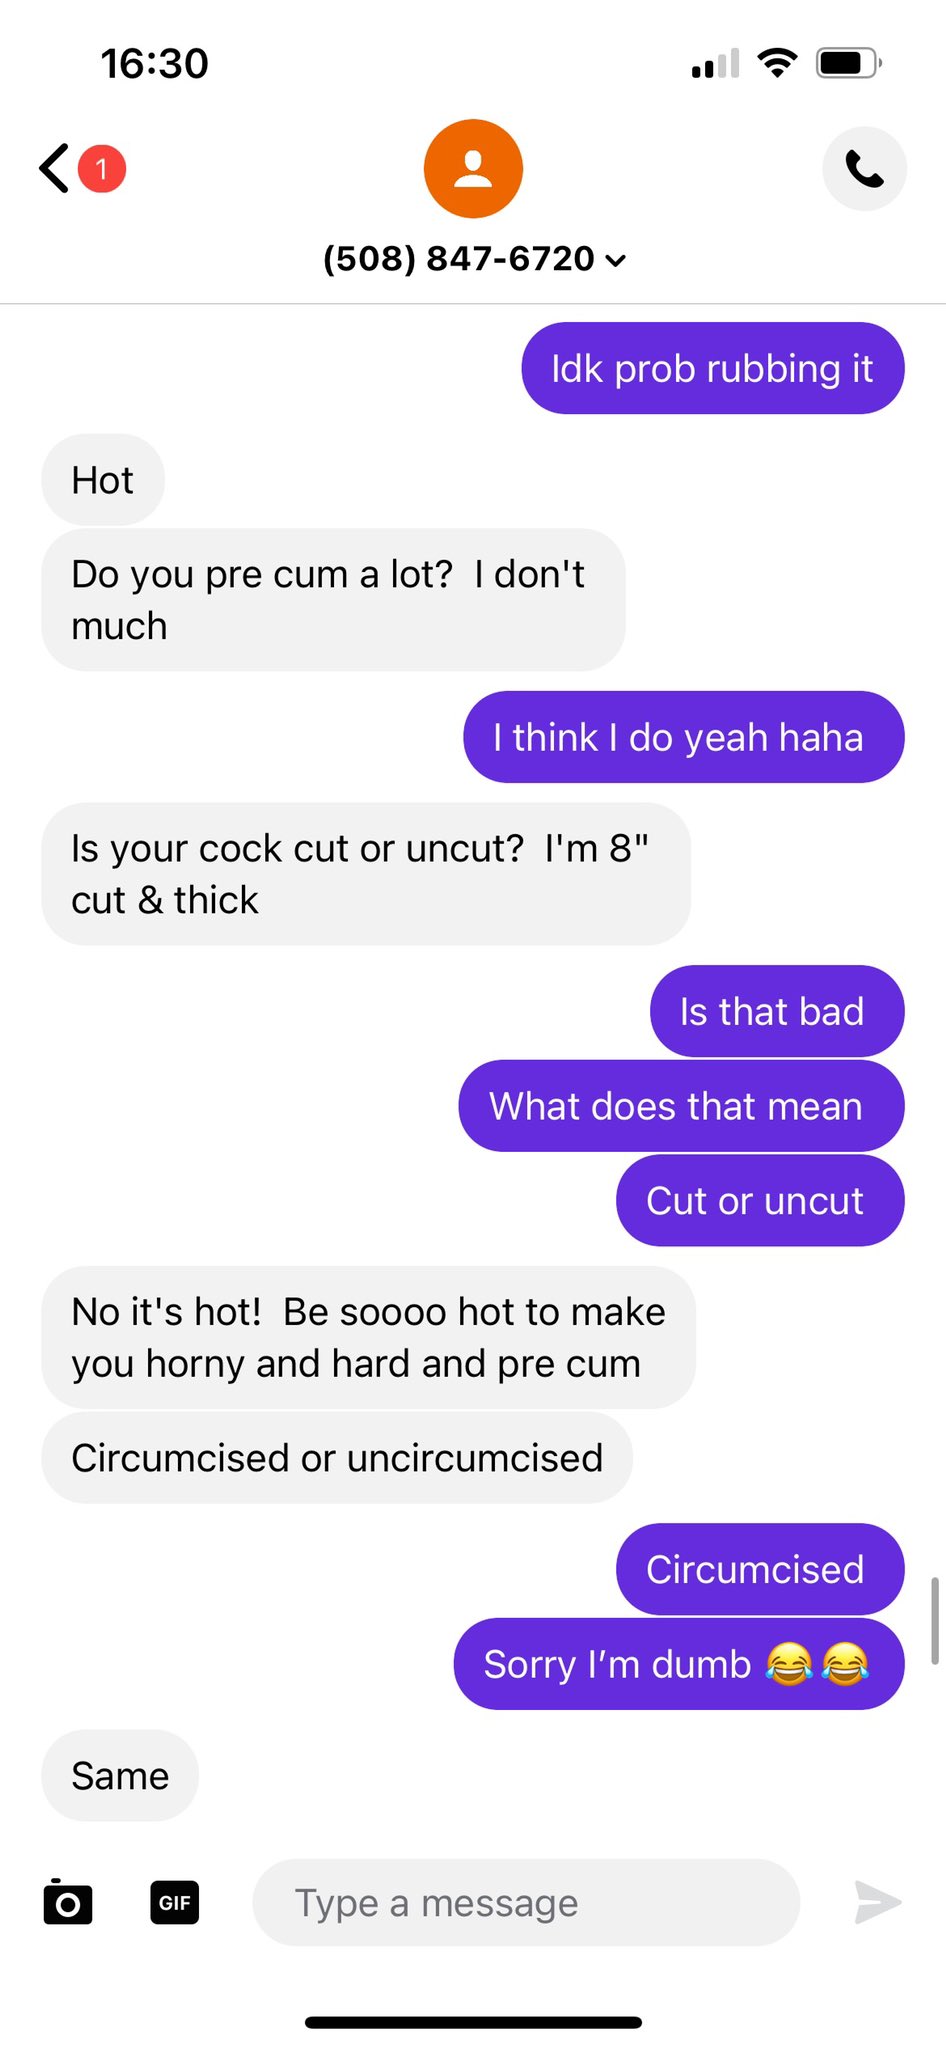 16:30
1
(508) 847-6720
Idk prob rubbing it
Hot
Do you pre cum a lot?  I don't
much
I think I do yeah haha
Is your cock cut or uncut?  I'm 8"
cut & thick
Is that bad
What does that mean
Cut or uncut
No it's hot!  Be soooo hot to make
you horny and hard and pre cum
Circumcised or uncircumcised
Circumcised
Sorry I’m dumb 😂😂
Same
GIF
Type a message